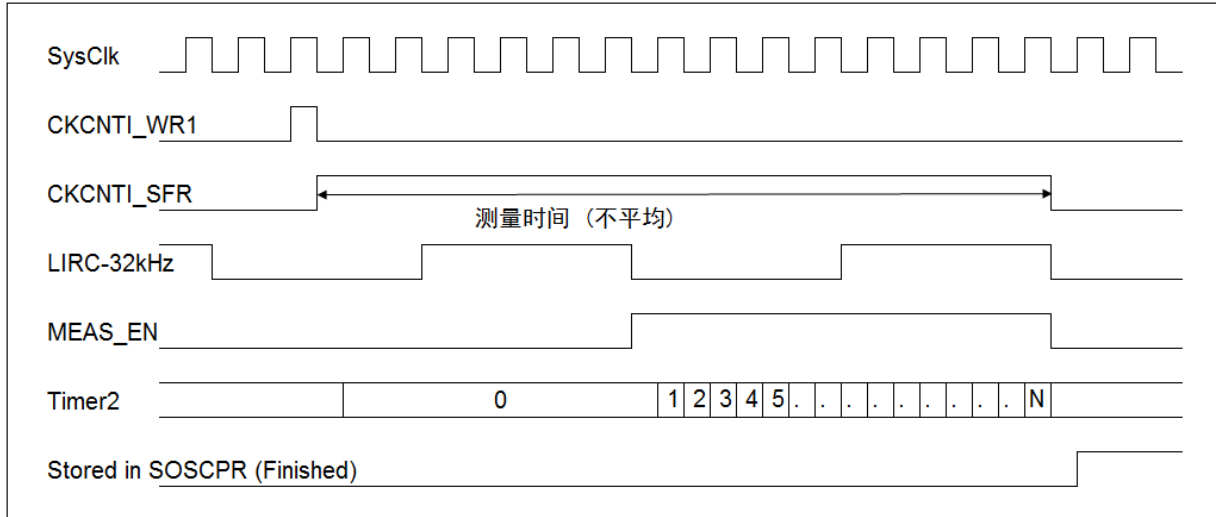 SysClk
CKCNTI_WR1
CKCNTI_SFR
测量时间 (不平均)
LIRC-32kHz
MEAS_EN
Timer2 0 1 2 3 4 5 . . . . . . . . . N
Stored in SOSCPR (Finished)